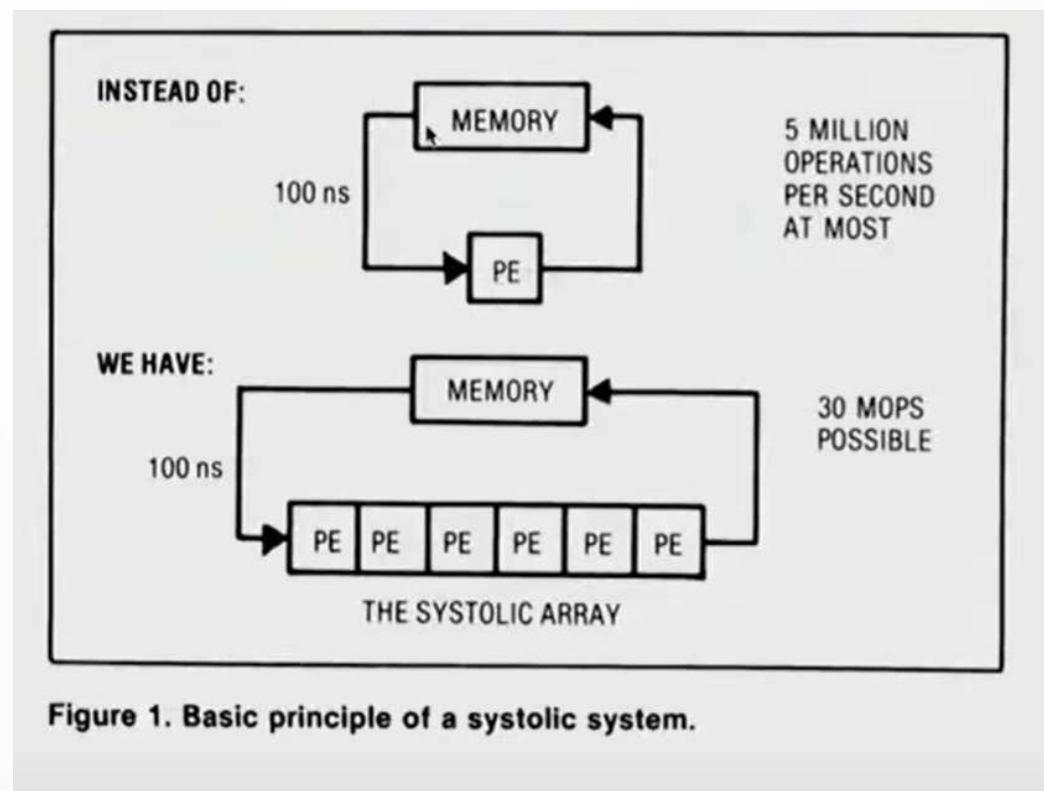 INSTEAD OF:
MEMORY
100 ns
PE
5 MILLION
OPERATIONS
PER SECOND
AT MOST
WE HAVE:
MEMORY
100 ns
PE PE PE PE PE PE
THE SYSTOLIC ARRAY
30 MOPS
POSSIBLE
Figure 1. Basic principle of a systolic system.